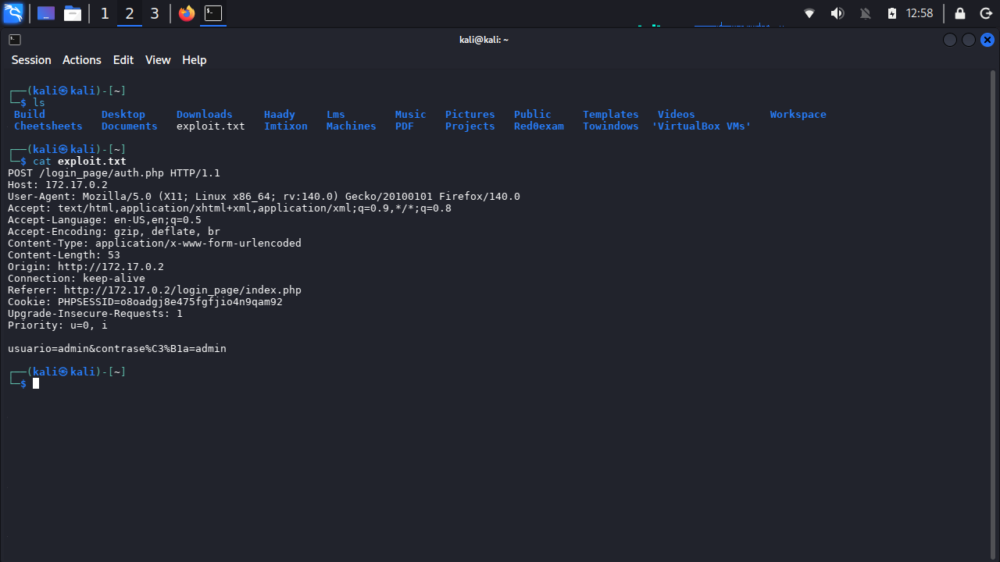 1 2 3 12:58
kali@kali: ~
Session Actions Edit View Help
┌──(kali㉿kali)-[~]
└─$ ls
Build Desktop Downloads Haady Lms Music Pictures Public Templates Videos Workspace
Cheetsheets Documents exploit.txt Imtixon Machines PDF Projects Red0exam Towindows 'VirtualBox VMs'
┌──(kali㉿kali)-[~]
└─$ cat exploit.txt
POST /login_page/auth.php HTTP/1.1
Host: 172.17.0.2
User-Agent: Mozilla/5.0 (X11; Linux x86_64; rv:140.0) Gecko/20100101 Firefox/140.0
Accept: text/html,application/xhtml+xml,application/xml;q=0.9,*/*;q=0.8
Accept-Language: en-US,en;q=0.5
Accept-Encoding: gzip, deflate, br
Content-Type: application/x-www-form-urlencoded
Content-Length: 53
Origin: http://172.17.0.2
Connection: keep-alive
Referer: http://172.17.0.2/login_page/index.php
Cookie: PHPSESSID=o8oadgj8e475fgfjio4n9qam92
Upgrade-Insecure-Requests: 1
Priority: u=0, i
usuario=admin&contrase%C3%B1a=admin
┌──(kali㉿kali)-[~]
└─$